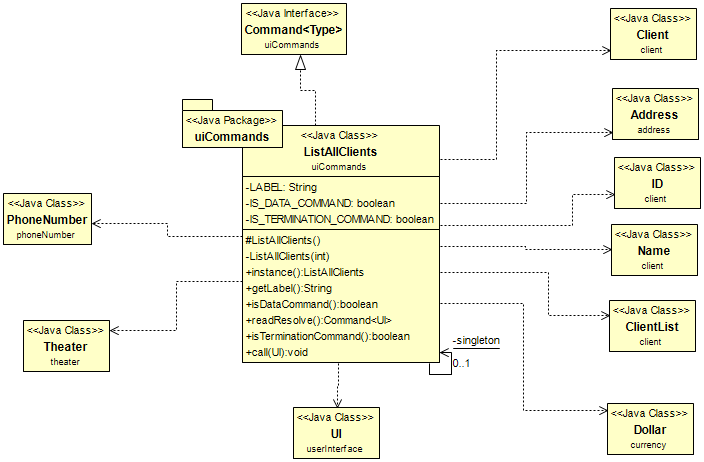 <<Java Interface>>
Command<Type>
uiCommands
<<Java Package>>
uiCommands
<<Java Class>>
ListAllClients
uiCommands
-LABEL: String
-IS_DATA_COMMAND: boolean
-IS_TERMINATION_COMMAND: boolean
#ListAllClients()
-ListAllClients(int)
+instance():ListAllClients
+getLabel():String
+isDataCommand():boolean
+readResolve():Command<UI>
+isTerminationCommand():boolean
+call(UI):void
-singleton
0..1
<<Java Class>>
PhoneNumber
phoneNumber
<<Java Class>>
Theater
theater
<<Java Class>>
UI
userInterface
<<Java Class>>
Client
client
<<Java Class>>
Address
address
<<Java Class>>
ID
client
<<Java Class>>
Name
client
<<Java Class>>
ClientList
client
<<Java Class>>
Dollar
currency